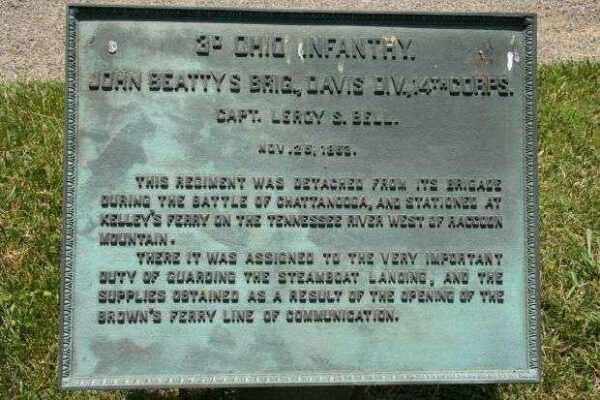 3D OHIO INFANTRY.
JOHN BEATTY'S BRIG., DAVIS DIV., 14TH CORPS.
CAPT. LEROY S. BELL.
NOV. 25, 1863.
THIS REGIMENT WAS DETACHED FROM ITS BRIGADE
DURING THE BATTLE OF CHATTANOOGA, AND STATIONED AT
KELLEY'S FERRY ON THE TENNESSEE RIVER WEST OF RACCOON
MOUNTAIN.
THERE IT WAS ASSIGNED TO THE VERY IMPORTANT
DUTY OF GUARDING THE STEAMBOAT LANDING, AND THE
SUPPLIES OBTAINED AS A RESULT OF THE OPENING OF THE
BROWN'S FERRY LINE OF COMMUNICATION.